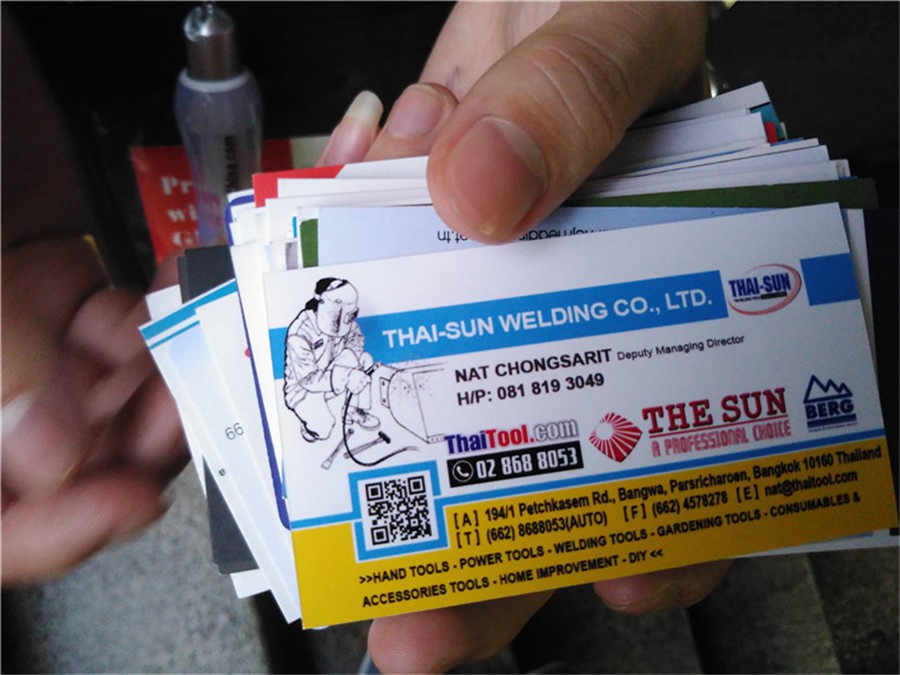 THAI-SUN WELDING CO., LTD.
THAI-SUN
NAT CHONGSARIT Deputy Managing Director
H/P: 081 819 3049
ThaiTool.com
02 868 8053
THE SUN
A PROFESSIONAL CHOICE
BERG
[A] 194/1 Petchkasem Rd., Bangwa, Parsricharoen, Bangkok 10160 Thailand
[T] (662) 8688053(AUTO) [F] (662) 4578278 [E] nat@thaitool.com
>>HAND TOOLS - POWER TOOLS - WELDING TOOLS - GARDENING TOOLS - CONSUMABLES &
ACCESSORIES TOOLS - HOME IMPROVEMENT - DIY <<
66